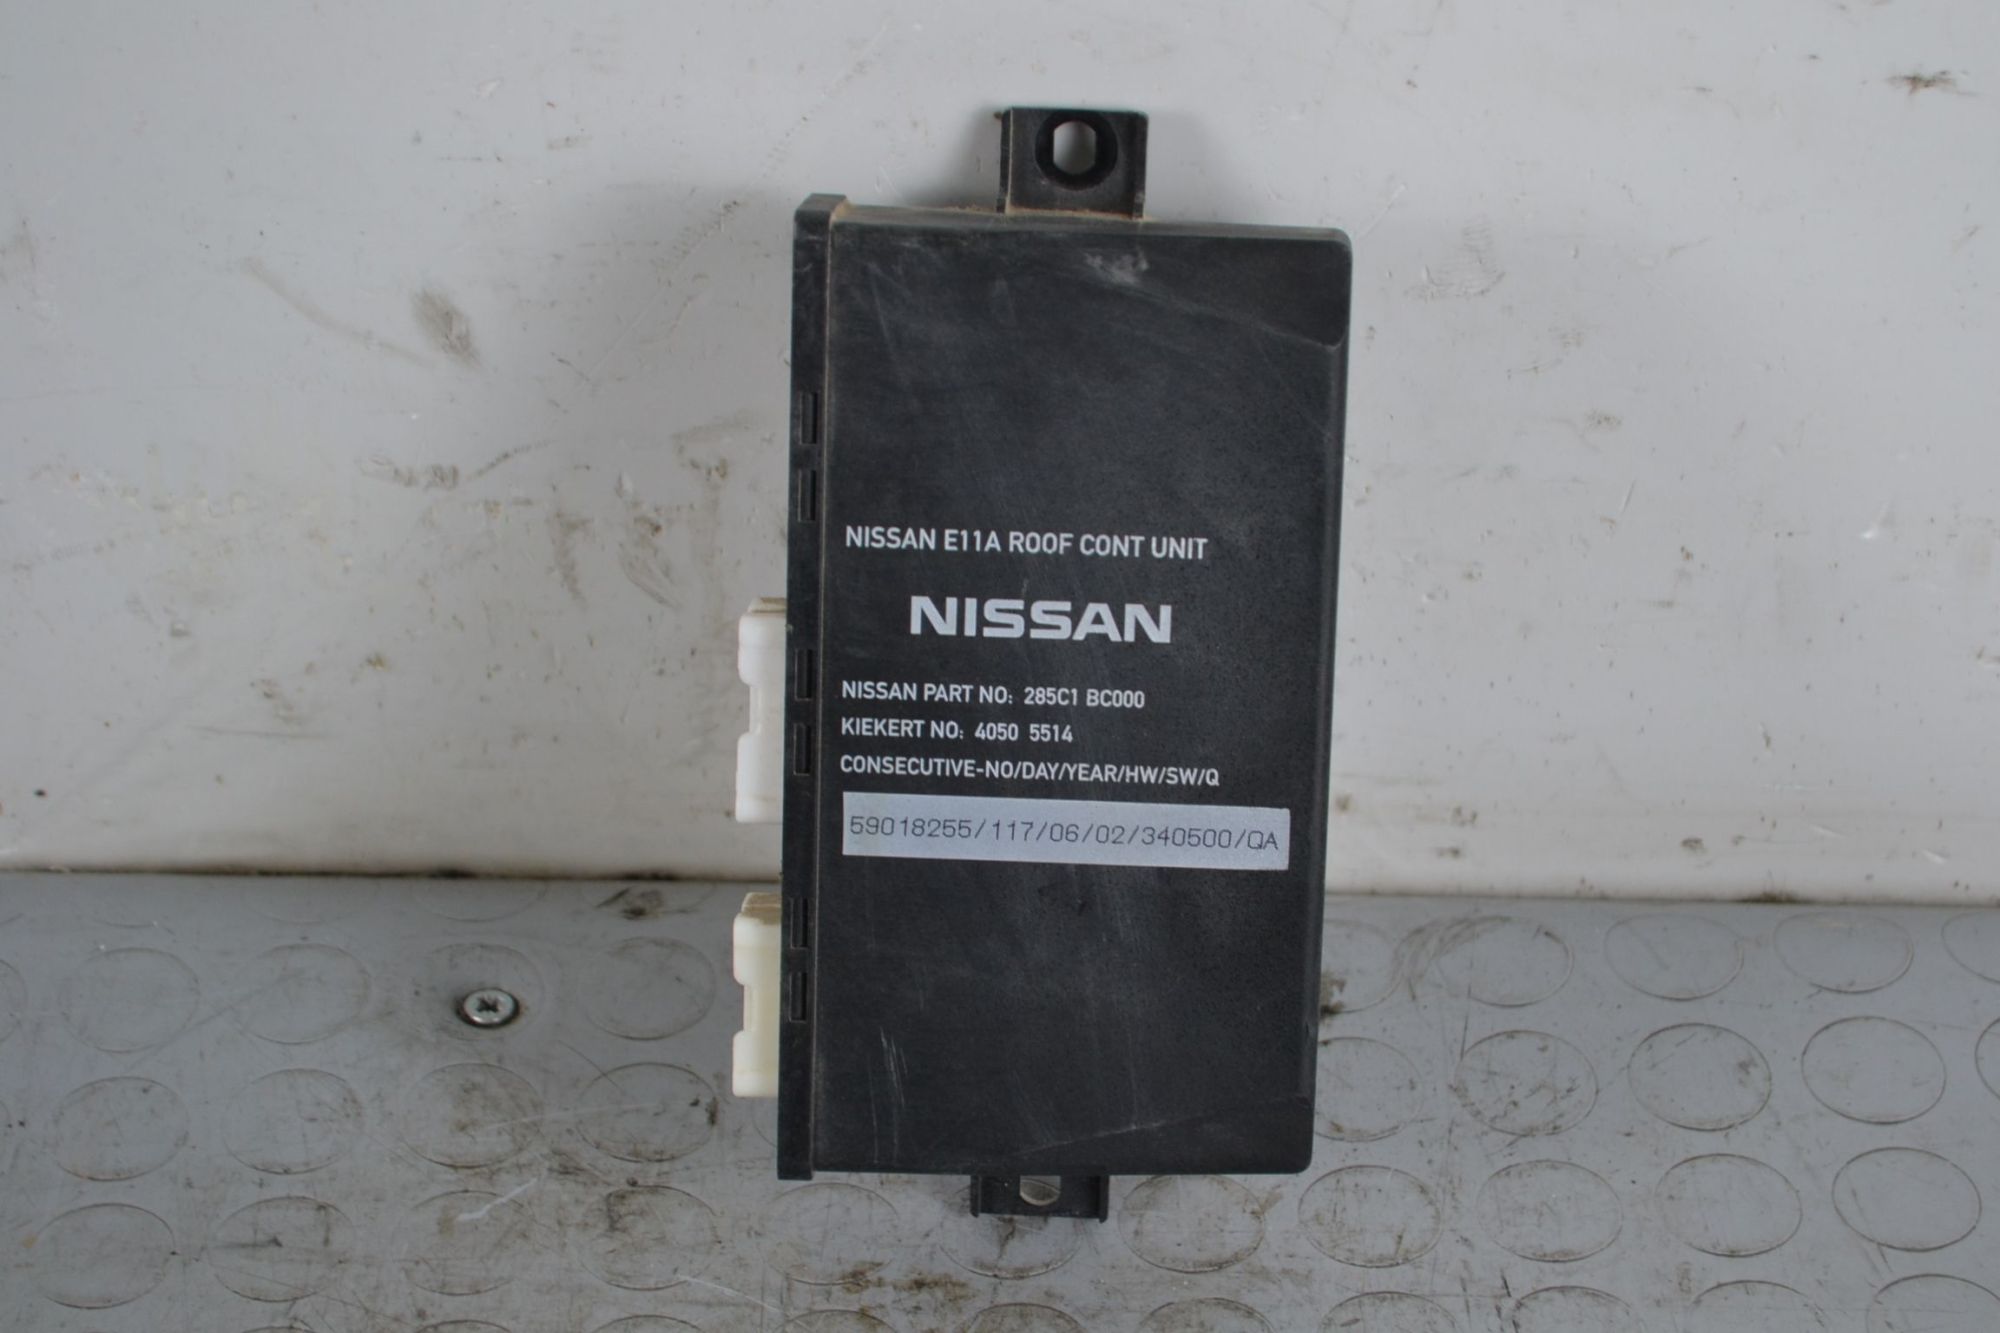 NISSAN E11A ROOF CONT UNIT
NISSAN
NISSAN PART NO: 285C1 BC000
KIEKERT NO: 4050 5514
CONSECUTIVE-NO/DAY/YEAR/HW/SW/Q
59018255/117/06/02/340500/QA